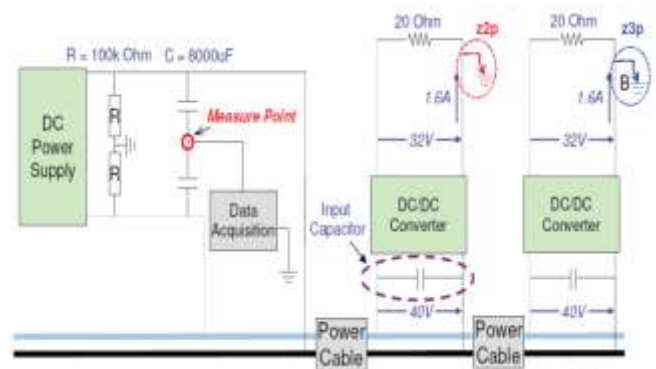 20 Ohm
z2p
20 Ohm
z3p
R = 100k Ohm C = 8000uF
DC
Power
Supply
R
R
Measure Point
Data
Acquisition
1.6A
1.6A
B
32V
32V
DC/DC
Converter
DC/DC
Converter
Input
Capacitor
40V
40V
Power
Cable
Power
Cable